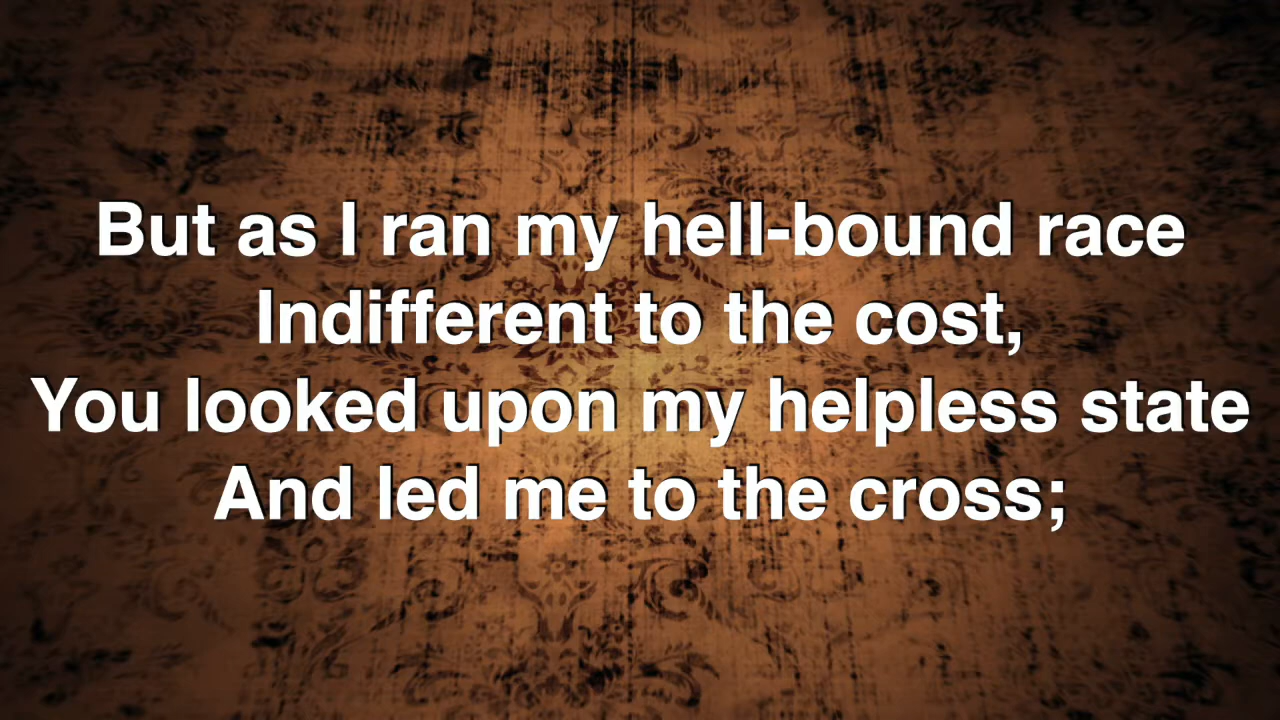 But as I ran my hell-bound race
Indifferent to the cost,
You looked upon my helpless state
And led me to the cross;